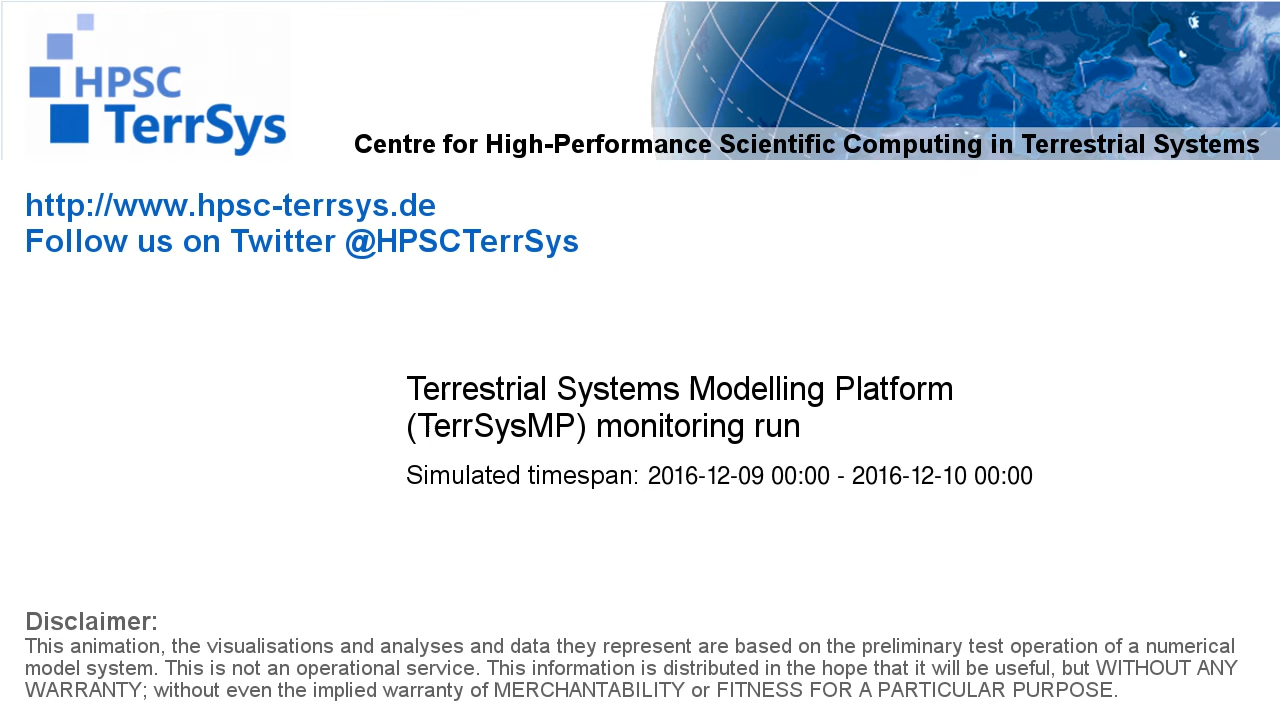 HPSC
TerrSys
Centre for High-Performance Scientific Computing in Terrestrial Systems
http://www.hpsc-terrsys.de
Follow us on Twitter @HPSCTerrSys
Terrestrial Systems Modelling Platform
(TerrSysMP) monitoring run
Simulated timespan: 2016-12-09 00:00 - 2016-12-10 00:00
Disclaimer:
This animation, the visualisations and analyses and data they represent are based on the preliminary test operation of a numerical
model system. This is not an operational service. This information is distributed in the hope that it will be useful, but WITHOUT ANY
WARRANTY; without even the implied warranty of MERCHANTABILITY or FITNESS FOR A PARTICULAR PURPOSE.